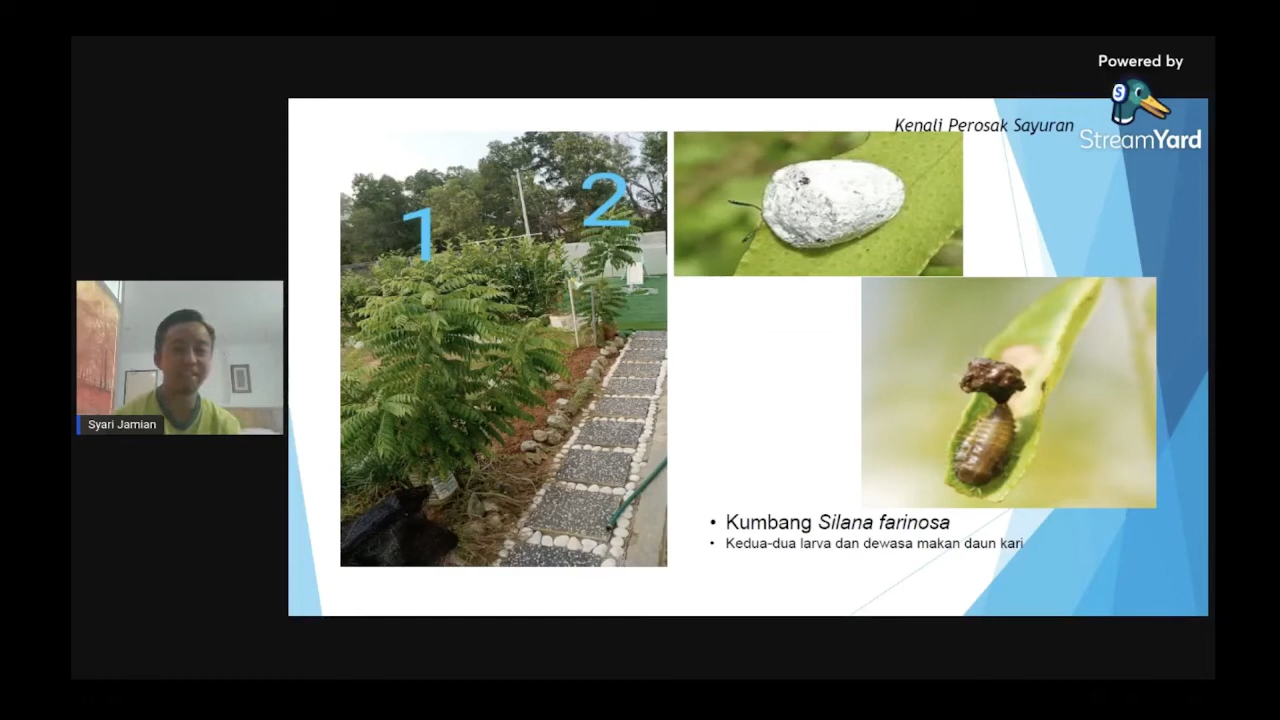 Powered by
S
StreamYard
Kenali Perosak Sayuran
1
2
Syari Jamian
• Kumbang Silana farinosa
• Kedua-dua larva dan dewasa makan daun kari